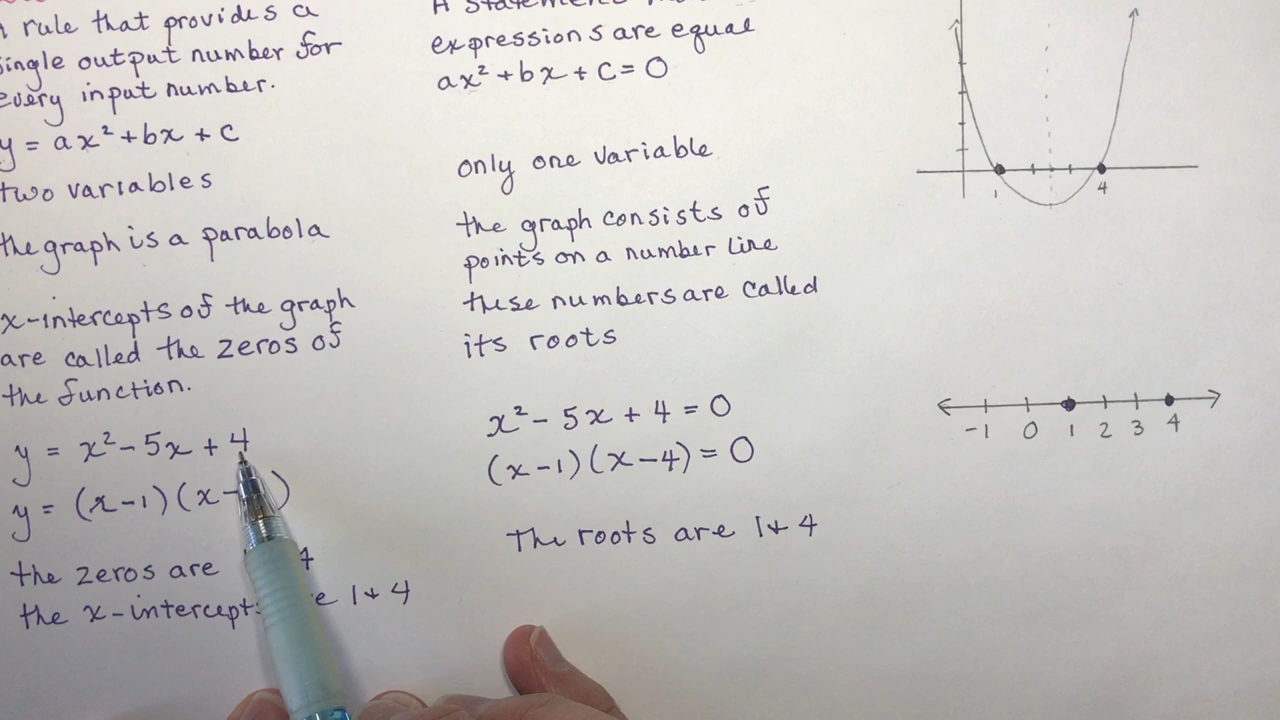 rule that provides a
single output number for
every input number.
y = ax² + bx + c
two variables
the graph is a parabola
x-intercepts of the graph
are called the zeros of
the function.
y = x² - 5x + 4
y = (x-1)(x-   )
the zeros are      4
the x-intercepts   e 1 + 4
A
expressions are equal
ax² + bx + c = 0
only one variable
the graph consists of
points on a number line
these numbers are called
its roots
x² - 5x + 4 = 0
(x-1)(x-4) = 0
The roots are 1 + 4
1 4
-1 0 1 2 3 4